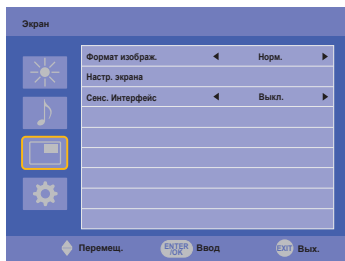 Экран
Формат изображ. Норм.
Настр. экрана
Сенс. Интерфейс Выкл.
Перемещ. ENTER /OK Ввод EXIT Вых.